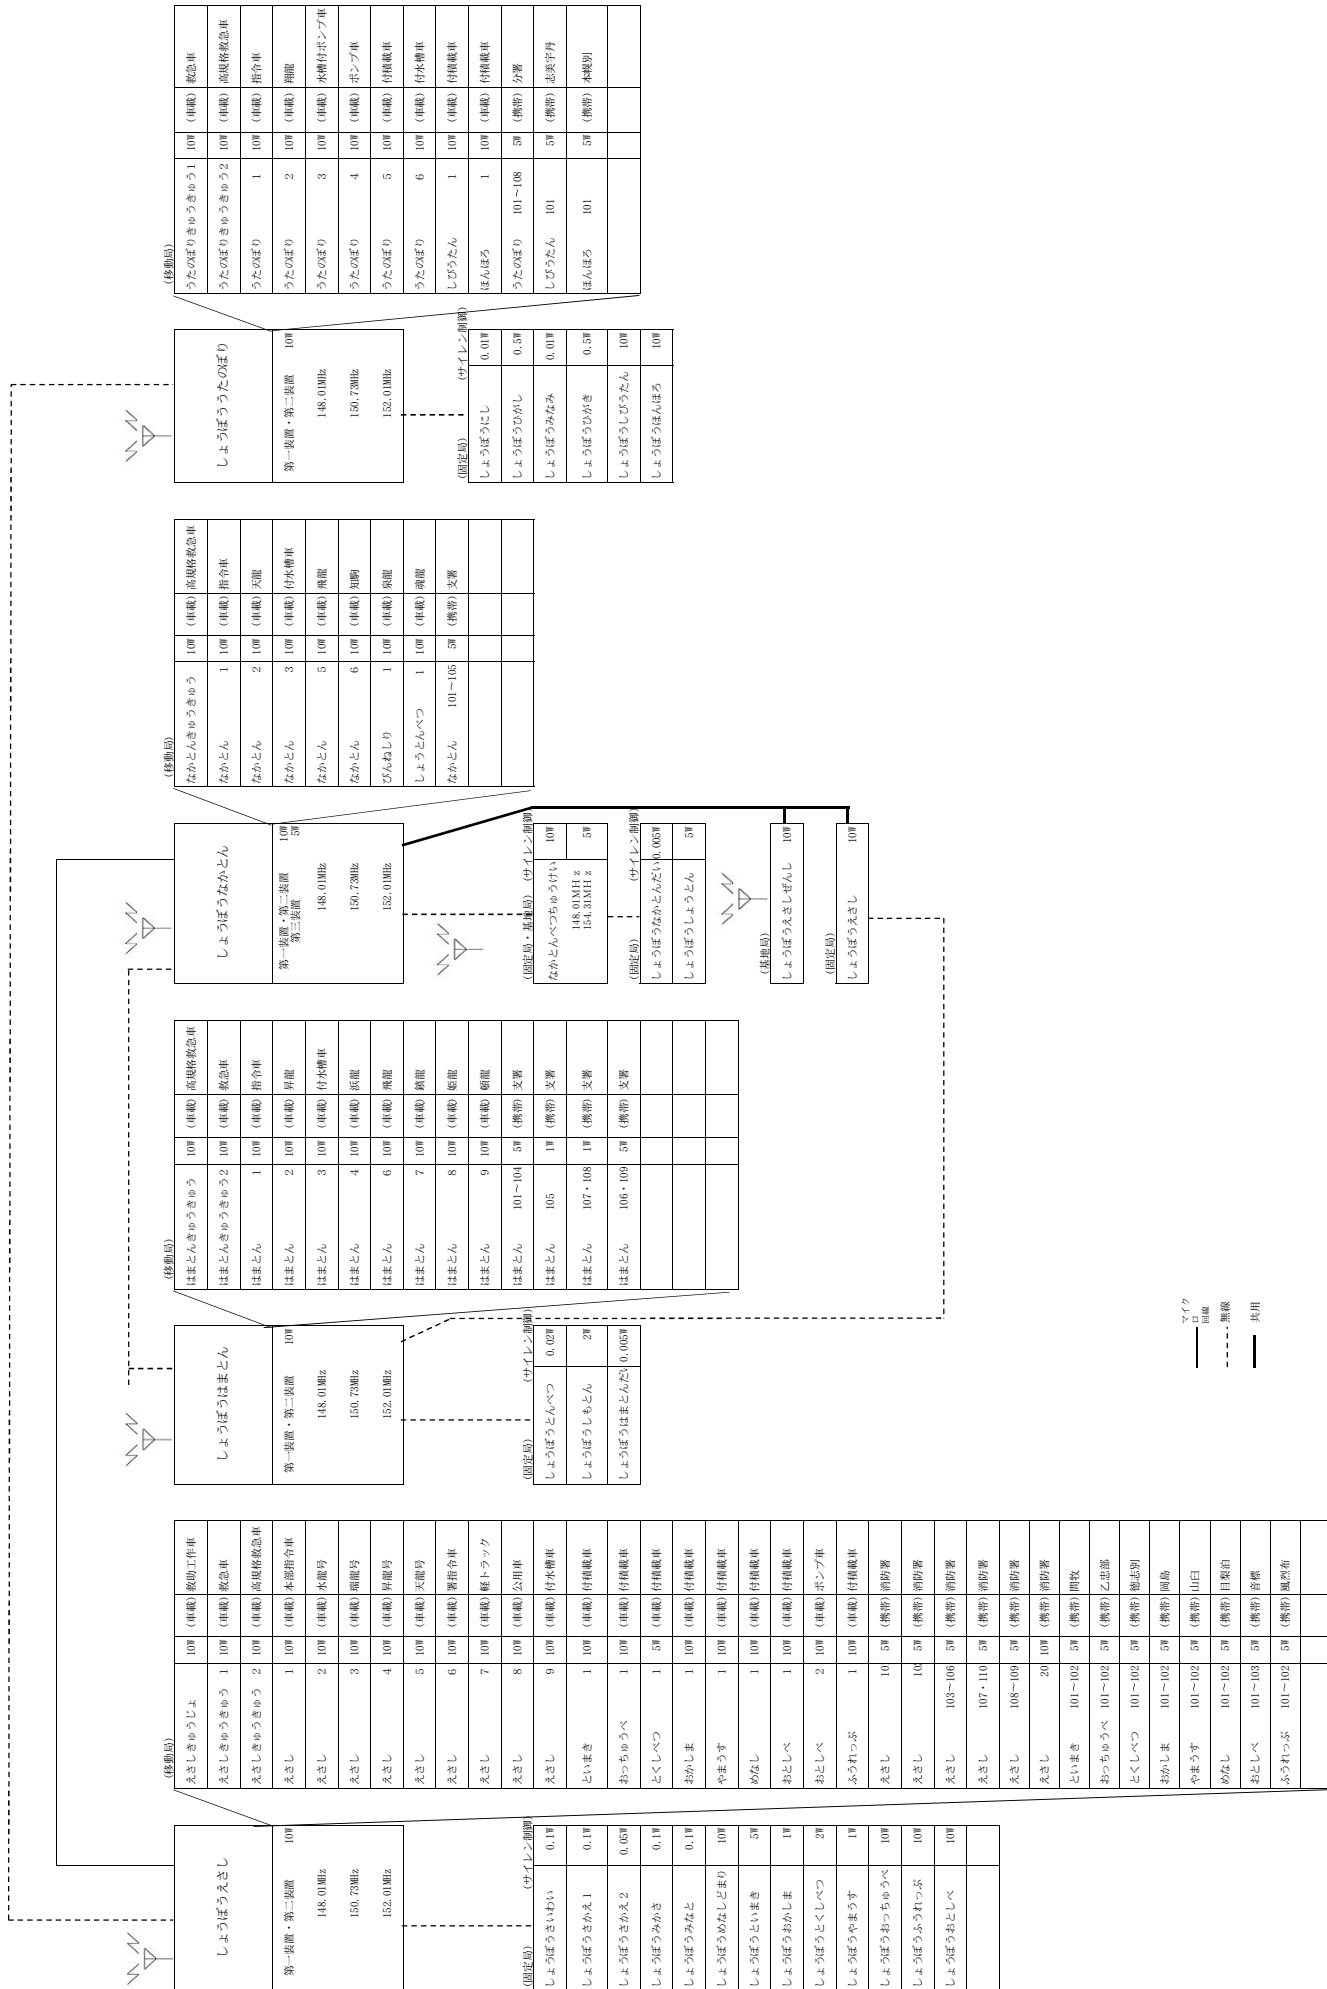 しょうぼうえさし
第一装置・第二装置 10W
148.01MHz
150.73MHz
152.01MHz
(移動局)
えさしきゅうじょ 10W (車載) 救助工作車
えさしきゅうきゅう 1 10W (車載) 救急車
えさしきゅうきゅう 2 10W (車載) 高規格救急車
えさし 1 10W (車載) 本部指令車
えさし 2 10W (車載) 水龍号
えさし 3 10W (車載) 瑞龍号
えさし 4 10W (車載) 昇龍号
えさし 5 10W (車載) 天龍号
えさし 6 10W (車載) 署指令車
えさし 7 10W (車載) 軽トラック
えさし 8 10W (車載) 公用車
えさし 9 10W (車載) 付水槽車
といまき 1 10W (車載) 付積載車
おっちゅうべ 1 10W (車載) 付積載車
とくしべつ 1 5W (車載) 付積載車
おかしま 1 10W (車載) 付積載車
やまうす 1 10W (車載) 付積載車
めなし 1 10W (車載) 付積載車
おとしべ 1 10W (車載) 付積載車
おとしべ 2 10W (車載) ポンプ車
ふうれっぷ 1 10W (車載) 付積載車
えさし 10 5W (携帯) 消防署
えさし 10 5W (携帯) 消防署
えさし 103~106 5W (携帯) 消防署
えさし 107・110 5W (携帯) 消防署
えさし 108~109 5W (携帯) 消防署
えさし 20 10W (携帯) 消防署
といまき 101~102 5W (携帯) 問牧
おっちゅうべ 101~102 5W (携帯) 乙忠部
とくしべつ 101~102 5W (携帯) 徳志別
おかしま 101~102 5W (携帯) 岡島
やまうす 101~102 5W (携帯) 山臼
めなし 101~102 5W (携帯) 目梨泊
おとしべ 101~103 5W (携帯) 音標
ふうれっぷ 101~102 5W (携帯) 風烈布
(固定局) (サイレン制御)
しょうぼうさいわい 0.1W
しょうぼうさかえ1 0.1W
しょうぼうさかえ2 0.05W
しょうぼうみかさ 0.1W
しょうぼうみなと 0.1W
しょうぼうめなしどまり 10W
しょうぼうといまき 5W
しょうぼうおかしま 1W
しょうぼうとくしべつ 2W
しょうぼうやまうす 1W
しょうぼうおっちゅうべ 10W
しょうぼうふうれっぷ 10W
しょうぼうおとしべ 10W
しょうぼうはまとん
第一装置・第二装置 10W
148.01MHz
150.73MHz
152.01MHz
(移動局)
はまとんきゅうきゅう 10W (車載) 高規格救急車
はまとんきゅうきゅう2 10W (車載) 救急車
はまとん 1 10W (車載) 指令車
はまとん 2 10W (車載) 昇龍
はまとん 3 10W (車載) 付水槽車
はまとん 4 10W (車載) 浜龍
はまとん 6 10W (車載) 飛龍
はまとん 7 10W (車載) 鎮龍
はまとん 8 10W (車載) 姫龍
はまとん 9 10W (車載) 頓龍
はまとん 101~104 5W (携帯) 支署
はまとん 105 1W (携帯) 支署
はまとん 107・108 1W (携帯) 支署
はまとん 106・109 5W (携帯) 支署
(固定局) (サイレン制御)
しょうぼうとんべつ 0.02W
しょうぼうしもとん 2W
しょうぼうはまとんだい 0.005W
しょうぼうなかとん
第一装置・第二装置 10W
第三装置 5W
148.01MHz
150.73MHz
152.01MHz
(移動局)
なかとんきゅうきゅう 10W (車載) 高規格救急車
なかとん 1 10W (車載) 指令車
なかとん 2 10W (車載) 天龍
なかとん 3 10W (車載) 付水槽車
なかとん 5 10W (車載) 飛龍
なかとん 6 10W (車載) 知駒
ぴんねしり 1 10W (車載) 泉龍
しょうとんべつ 1 10W (車載) 魂龍
なかとん 101~105 5W (携帯) 支署
(固定局・基地局) (サイレン制御)
なかとんべつちゅうけい 10W
148.01MHz
154.31MHz 5W
(固定局) (サイレン制御)
しょうぼうなかとんだい 0.005W
しょうぼうしょうとん 5W
(基地局)
しょうぼうえさしぜんし 10W
(固定局)
しょうぼうえさし 10W
しょうぼううたのぼり
第一装置・第二装置 10W
148.01MHz
150.73MHz
152.01MHz
(移動局)
うたのぼりきゅうきゅう1 10W (車載) 救急車
うたのぼりきゅうきゅう2 10W (車載) 高規格救急車
うたのぼり 1 10W (車載) 指令車
うたのぼり 2 10W (車載) 翔龍
うたのぼり 3 10W (車載) 水槽付ポンプ車
うたのぼり 4 10W (車載) ポンプ車
うたのぼり 5 10W (車載) 付積載車
うたのぼり 6 10W (車載) 付水槽車
しびうたん 1 10W (車載) 付積載車
ほんほろ 1 10W (車載) 付積載車
うたのぼり 101~108 5W (携帯) 分署
しびうたん 101 5W (携帯) 志美宇丹
ほんほろ 101 5W (携帯) 本幌別
(固定局) (サイレン制御)
しょうぼうにし 0.01W
しょうぼうひがし 0.5W
しょうぼうみなみ 0.01W
しょうぼうひがき 0.5W
しょうぼうしびうたん 10W
しょうぼうほんほろ 10W
マイク
ロ
回線
無線
共用